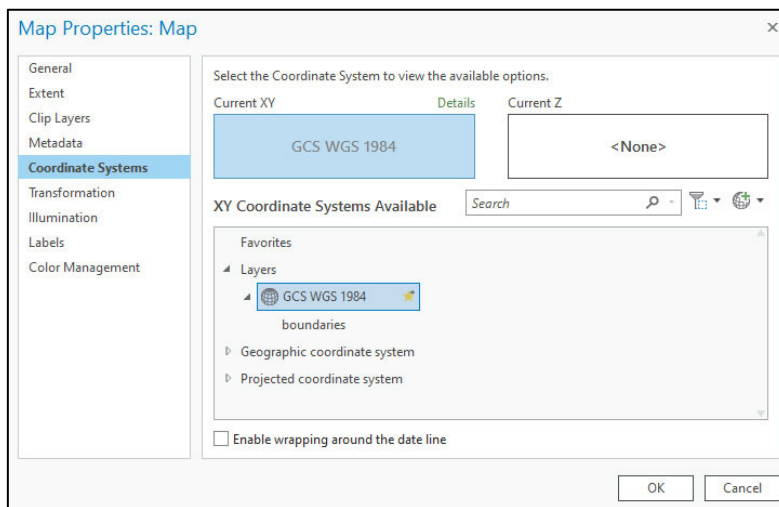 Map Properties: Map
General
Extent
Clip Layers
Metadata
Coordinate Systems
Transformation
Illumination
Labels
Color Management
Select the Coordinate System to view the available options.
Current XY Details Current Z
GCS WGS 1984 <None>
XY Coordinate Systems Available Search
Favorites
Layers
GCS WGS 1984
boundaries
Geographic coordinate system
Projected coordinate system
Enable wrapping around the date line
OK Cancel